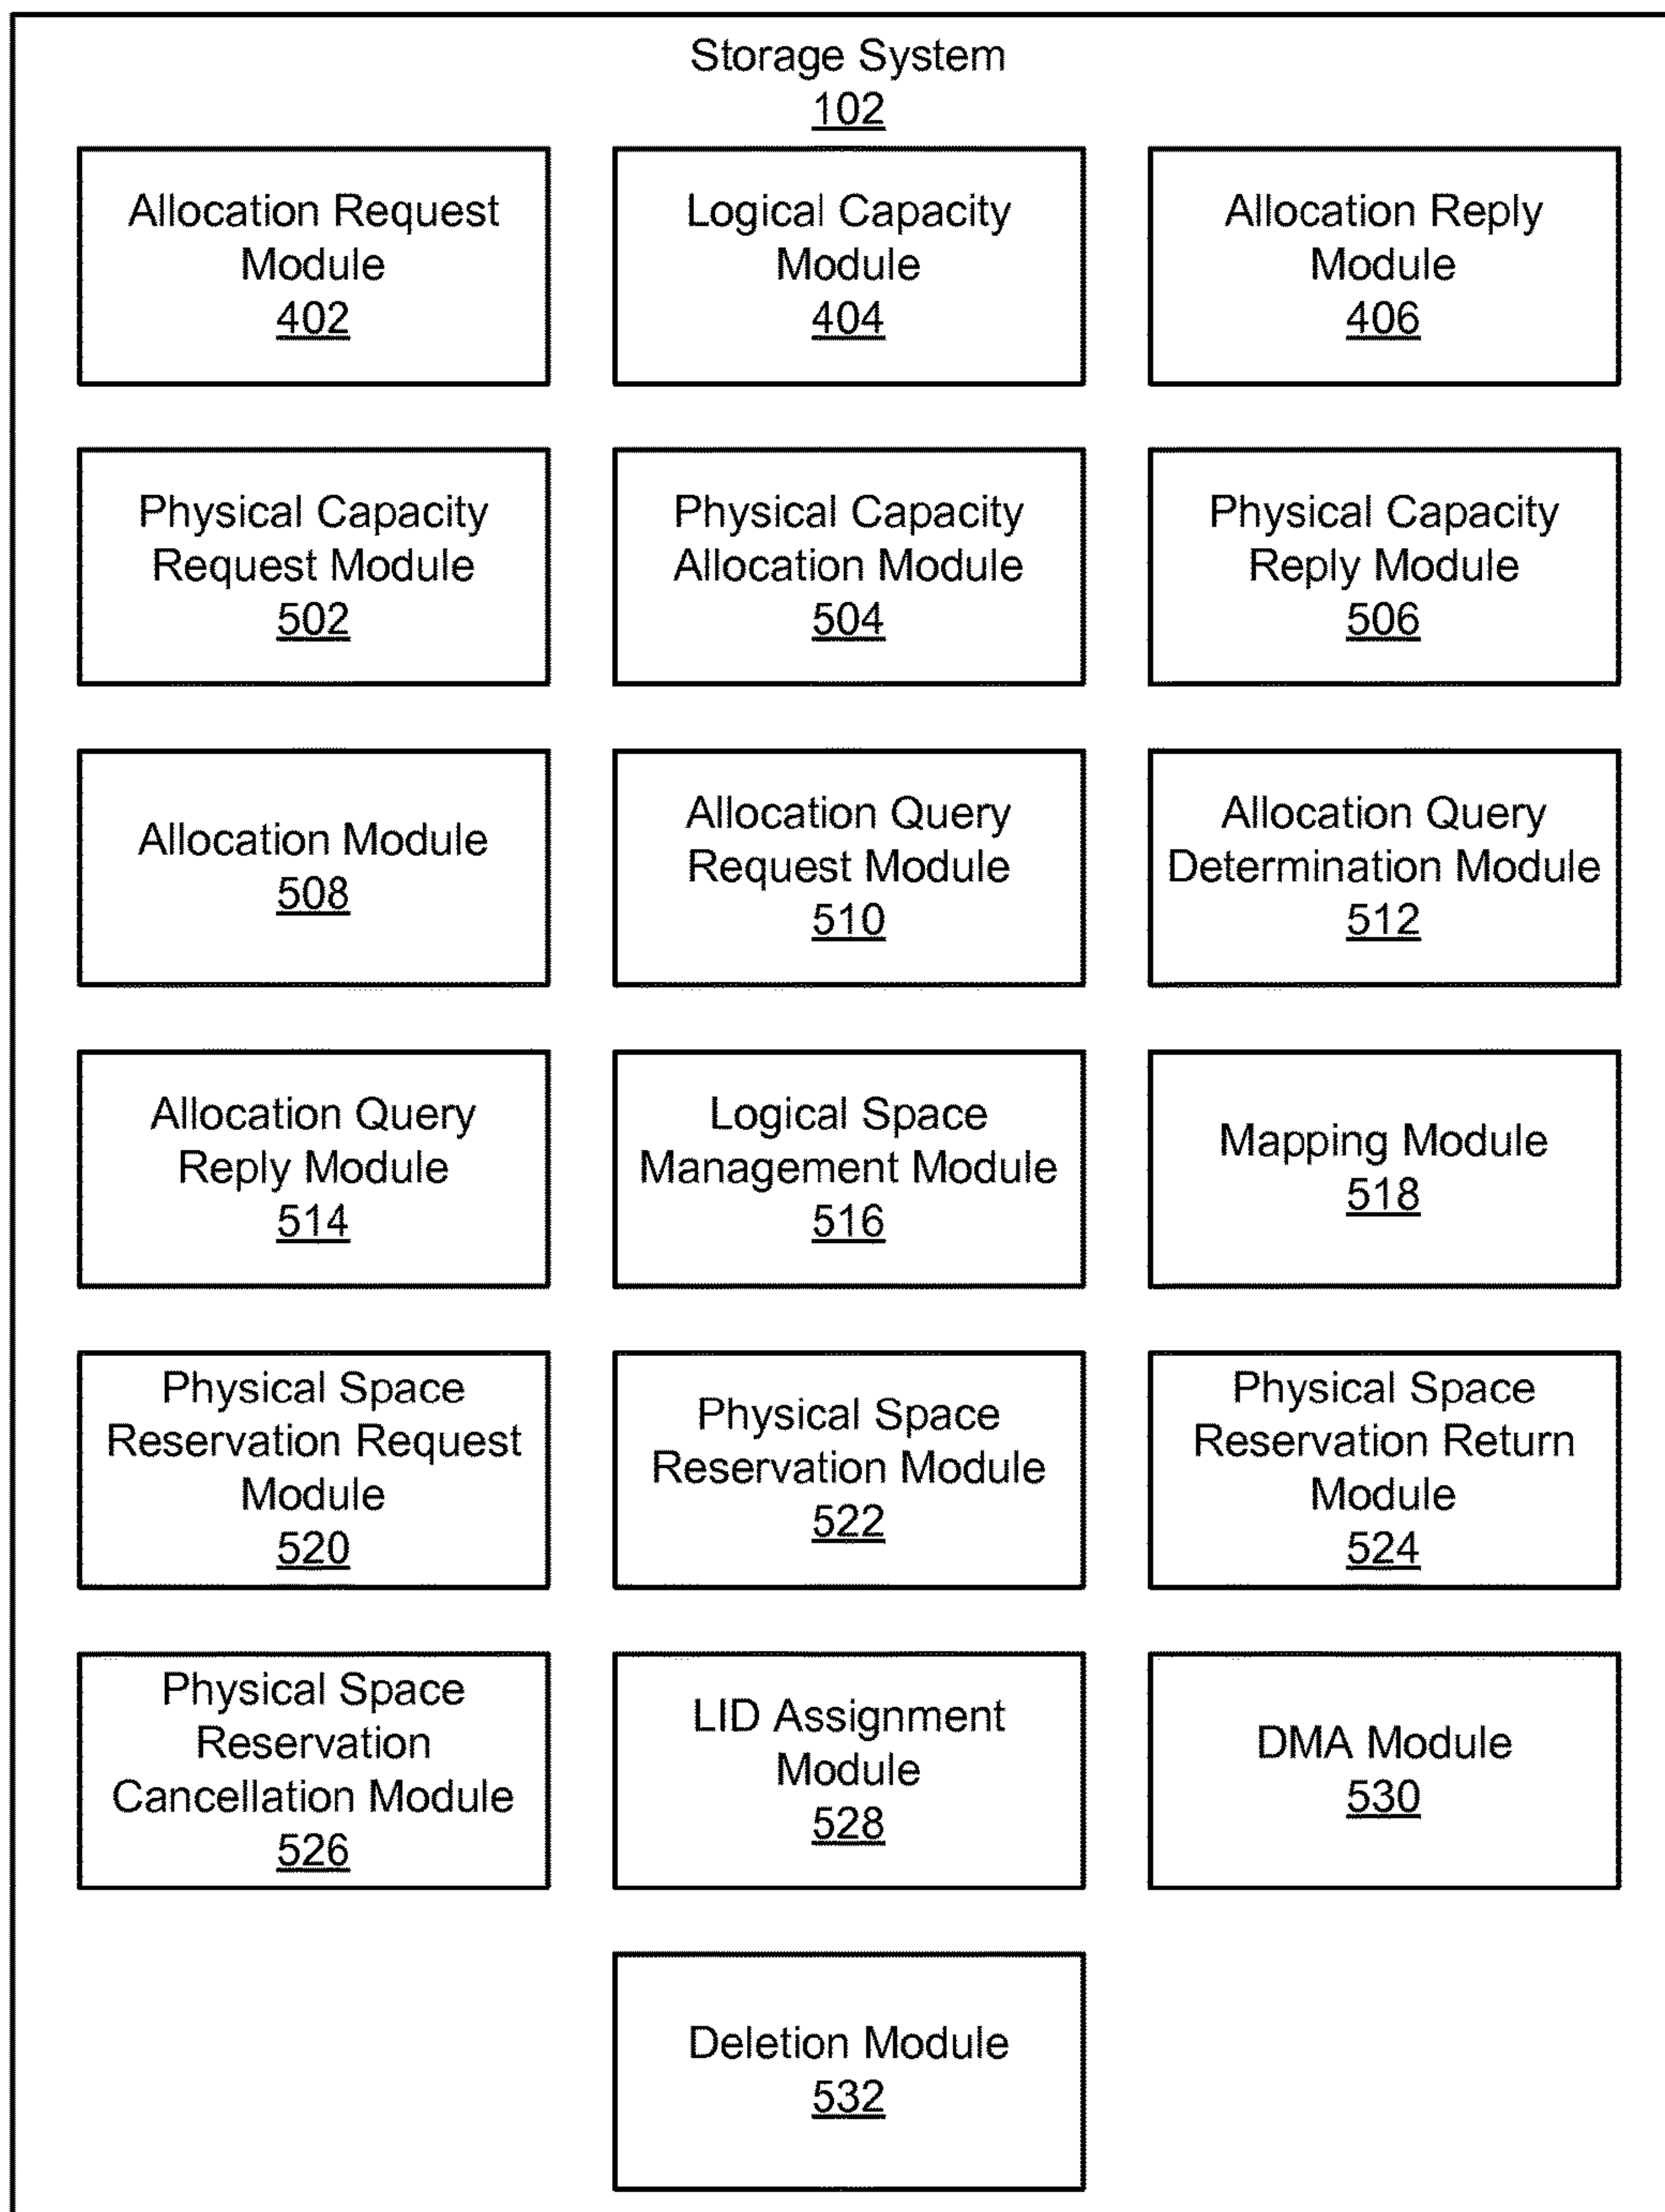 Storage System
102
Allocation Request
Module
402
Logical Capacity
Module
404
Allocation Reply
Module
406
Physical Capacity
Request Module
502
Physical Capacity
Allocation Module
504
Physical Capacity
Reply Module
506
Allocation Module
508
Allocation Query
Request Module
510
Allocation Query
Determination Module
512
Allocation Query
Reply Module
514
Logical Space
Management Module
516
Mapping Module
518
Physical Space
Reservation Request
Module
520
Physical Space
Reservation Module
522
Physical Space
Reservation Return
Module
524
Physical Space
Reservation
Cancellation Module
526
LID Assignment
Module
528
DMA Module
530
Deletion Module
532